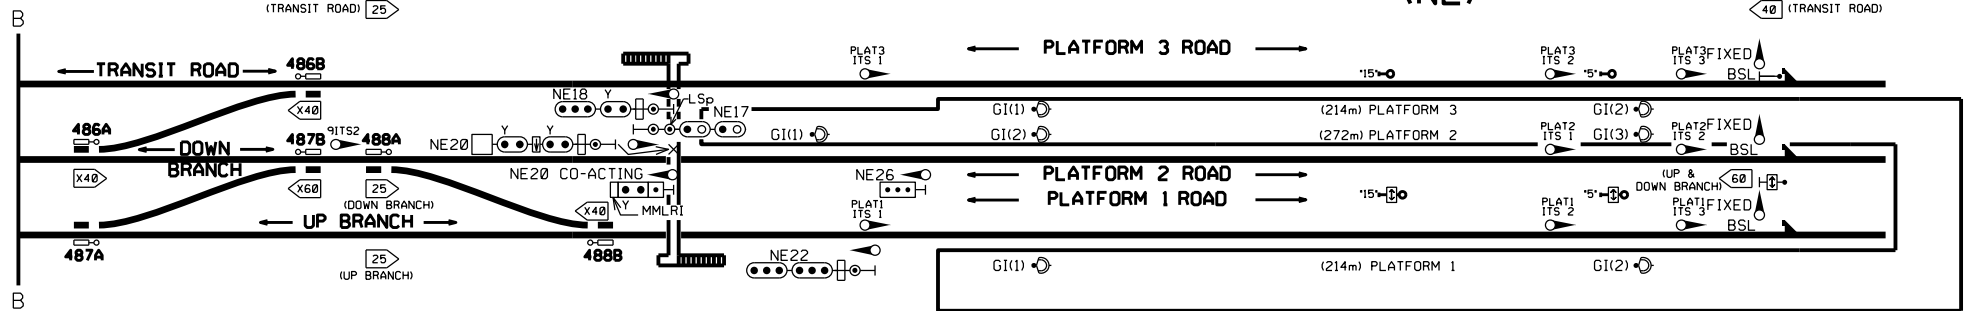 (TRANSIT ROAD) 25
40 (TRANSIT ROAD)
B
TRANSIT ROAD
486B
X40
PLAT3
ITS 1
PLATFORM 3 ROAD
"15"
PLAT3
ITS 2
"5"
PLAT3
ITS 3
FIXED
BSL
NE18
Y
LSp
NE17
GI(1)
(214m) PLATFORM 3
GI(2)
486A
X40
DOWN
BRANCH
487B
X60
9ITS2
488A
25
(DOWN BRANCH)
NE20
Y
Y
GI(1)
GI(2)
(272m) PLATFORM 2
GI(3)
PLAT2
ITS 1
PLAT2
ITS 2
FIXED
BSL
NE20 CO-ACTING
Y
MMLRI
NE26
PLATFORM 2 ROAD
PLATFORM 1 ROAD
"15"
"5"
(UP &
DOWN BRANCH)
60
UP BRANCH
X40
PLAT1
ITS 1
PLAT1
ITS 2
PLAT1
ITS 3
FIXED
BSL
487A
25
(UP BRANCH)
488B
NE22
GI(1)
(214m) PLATFORM 1
GI(2)
B